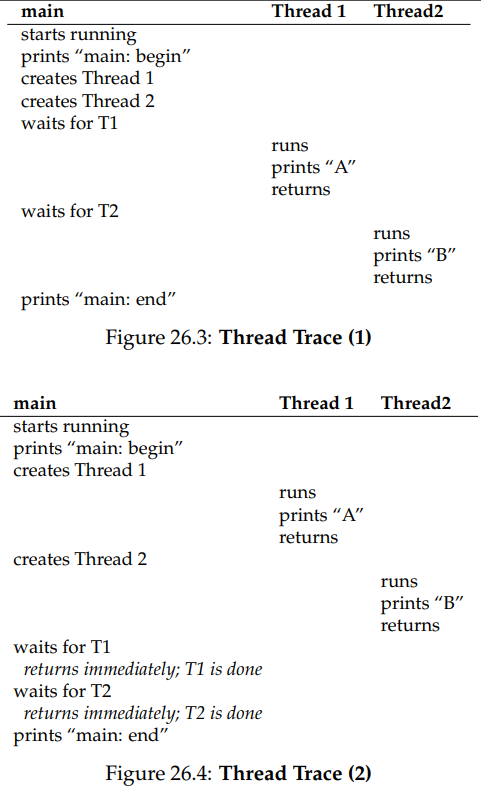 main Thread 1 Thread2
starts running
prints “main: begin”
creates Thread 1
creates Thread 2
waits for T1
runs
prints “A”
returns
waits for T2
runs
prints “B”
returns
prints “main: end”
Figure 26.3: Thread Trace (1)
main Thread 1 Thread2
starts running
prints “main: begin”
creates Thread 1
runs
prints “A”
returns
creates Thread 2
runs
prints “B”
returns
waits for T1
returns immediately; T1 is done
waits for T2
returns immediately; T2 is done
prints “main: end”
Figure 26.4: Thread Trace (2)